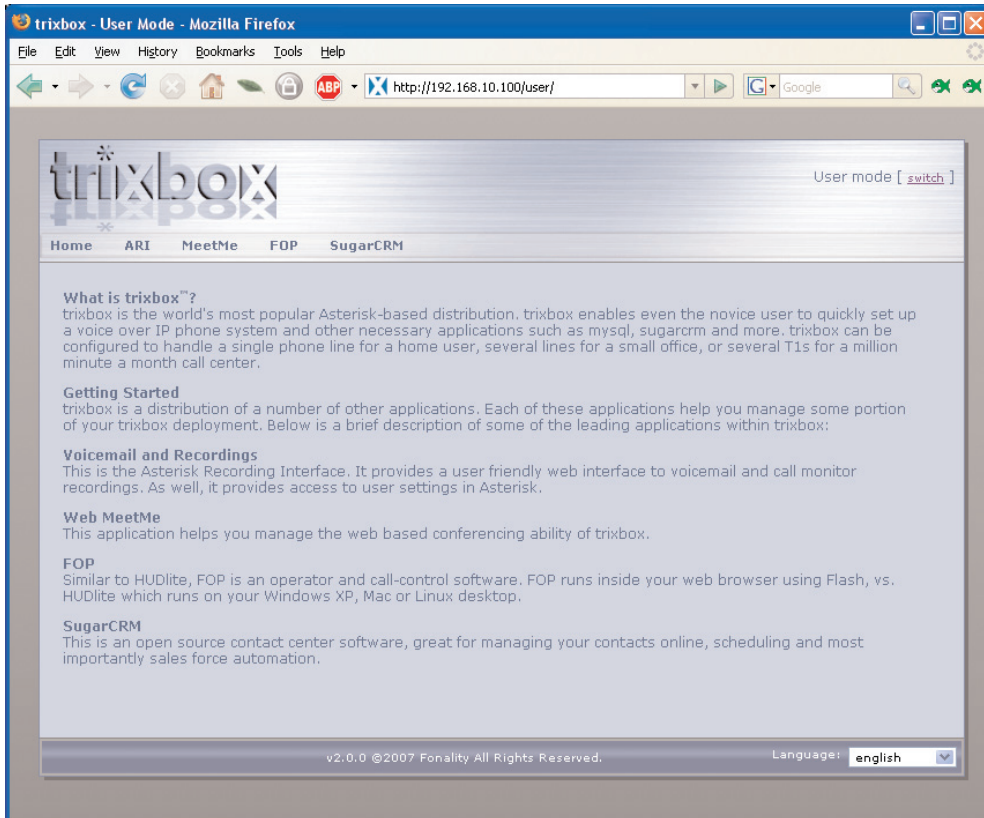 trixbox - User Mode - Mozilla Firefox
File Edit View History Bookmarks Tools Help
ABP http://192.168.10.100/user/ G Google
trixbox
User mode [ switch ]
Home ARI MeetMe FOP SugarCRM
What is trixbox™?
trixbox is the world's most popular Asterisk-based distribution. trixbox enables even the novice user to quickly set up
a voice over IP phone system and other necessary applications such as mysql, sugarcrm and more. trixbox can be
configured to handle a single phone line for a home user, several lines for a small office, or several T1s for a million
minute a month call center.
Getting Started
trixbox is a distribution of a number of other applications. Each of these applications help you manage some portion
of your trixbox deployment. Below is a brief description of some of the leading applications within trixbox:
Voicemail and Recordings
This is the Asterisk Recording Interface. It provides a user friendly web interface to voicemail and call monitor
recordings. As well, it provides access to user settings in Asterisk.
Web MeetMe
This application helps you manage the web based conferencing ability of trixbox.
FOP
Similar to HUDlite, FOP is an operator and call-control software. FOP runs inside your web browser using Flash, vs.
HUDlite which runs on your Windows XP, Mac or Linux desktop.
SugarCRM
This is an open source contact center software, great for managing your contacts online, scheduling and most
importantly sales force automation.
v2.0.0 ©2007 Fonality All Rights Reserved.
Language: english